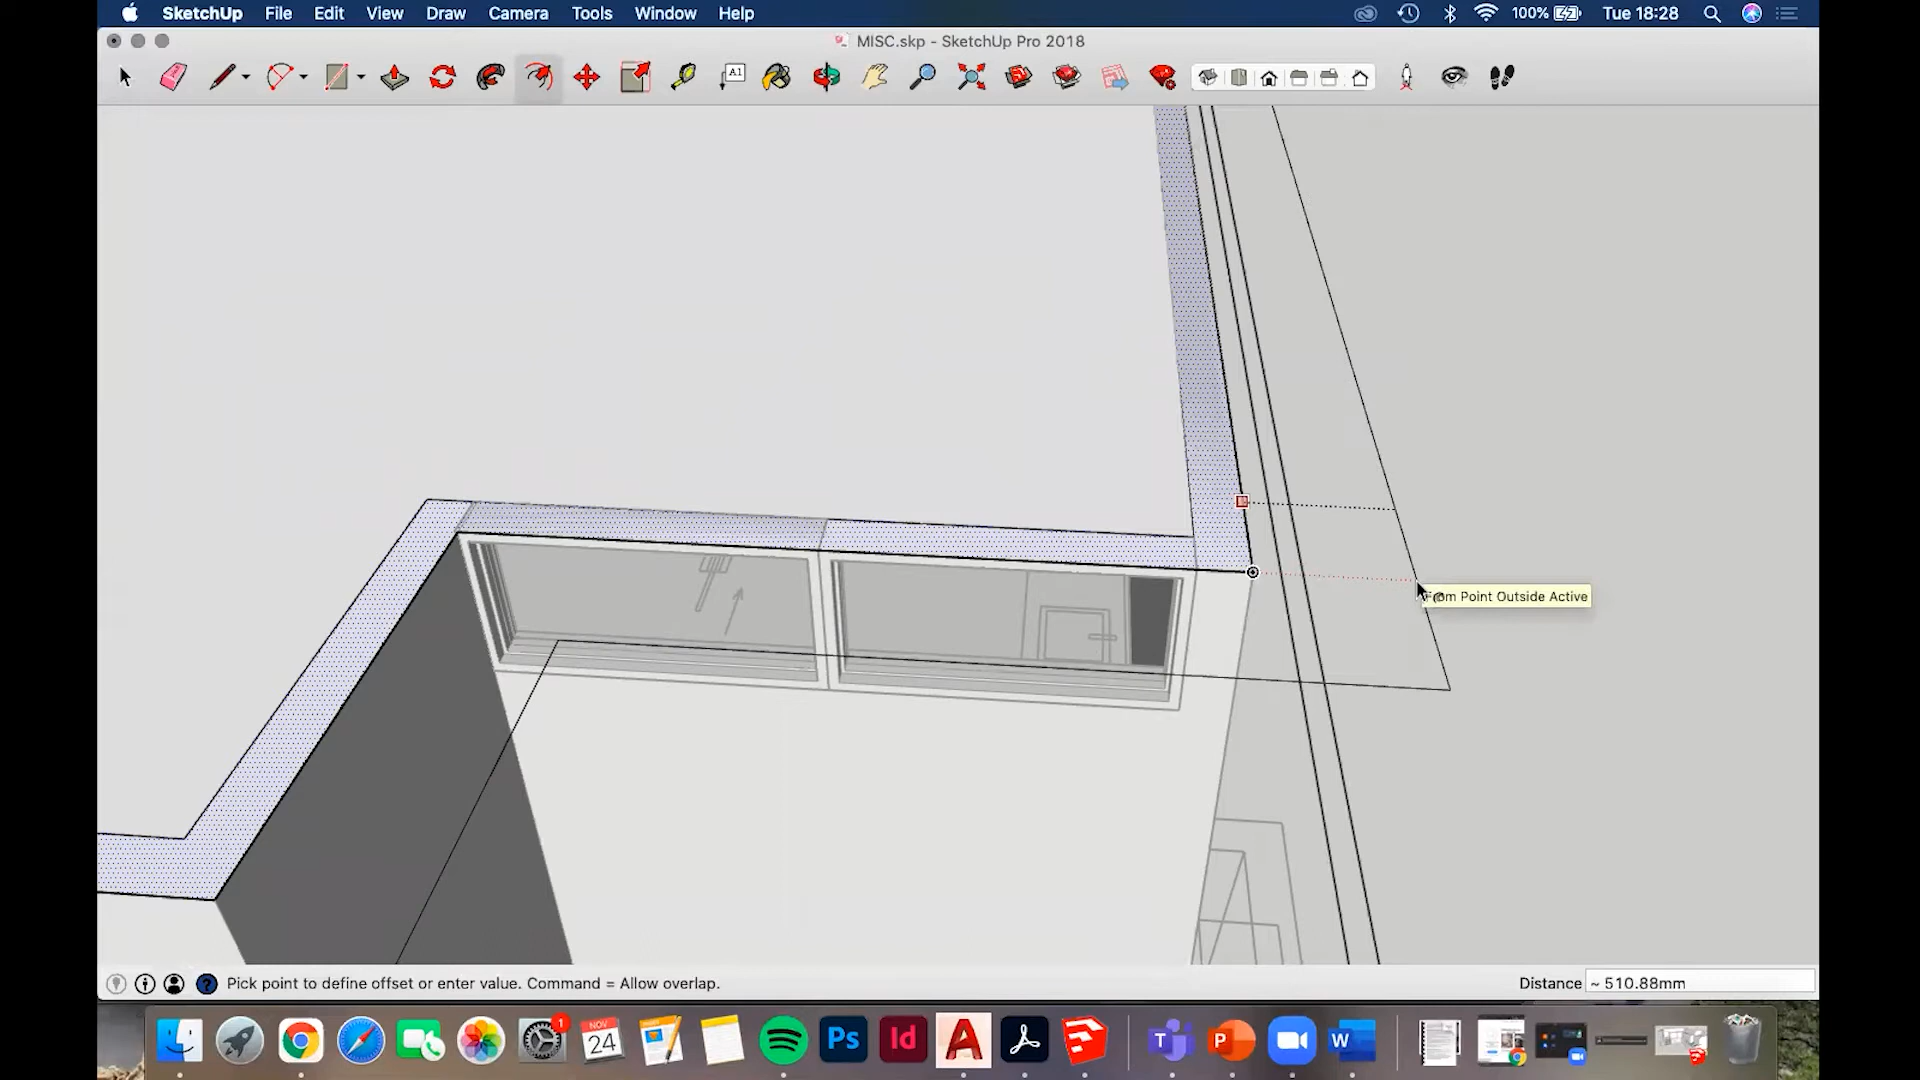 SketchUp File Edit View Draw Camera Tools Window Help 100% Tue 18:28
MISC.skp - SketchUp Pro 2018
A1
Point Outside Active
Pick point to define offset or enter value. Command = Allow overlap.
Distance ~ 510.88mm
1
NOV
24
Ps
Id
T
P
W